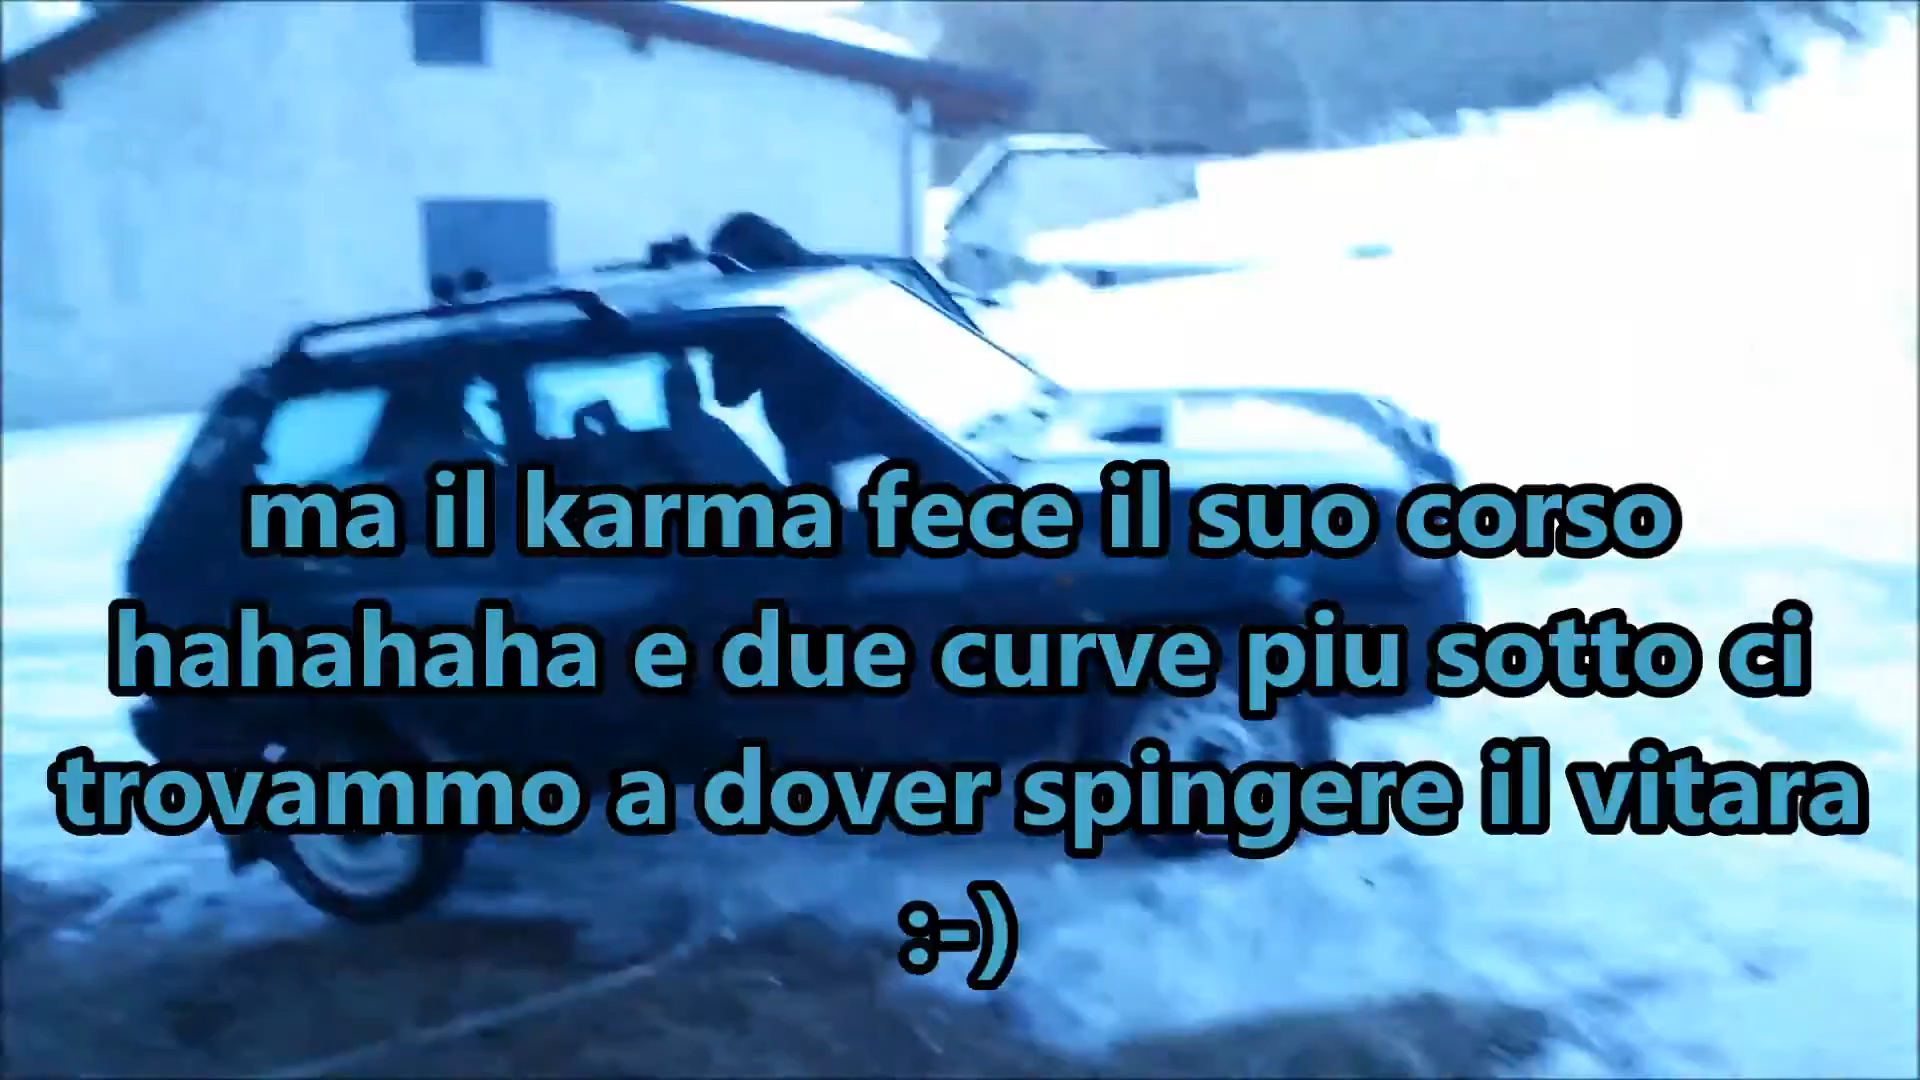 ma il karma fece il suo corso
hahahaha e due curve piu sotto ci
trovammo a dover spingere il vitara
:-)